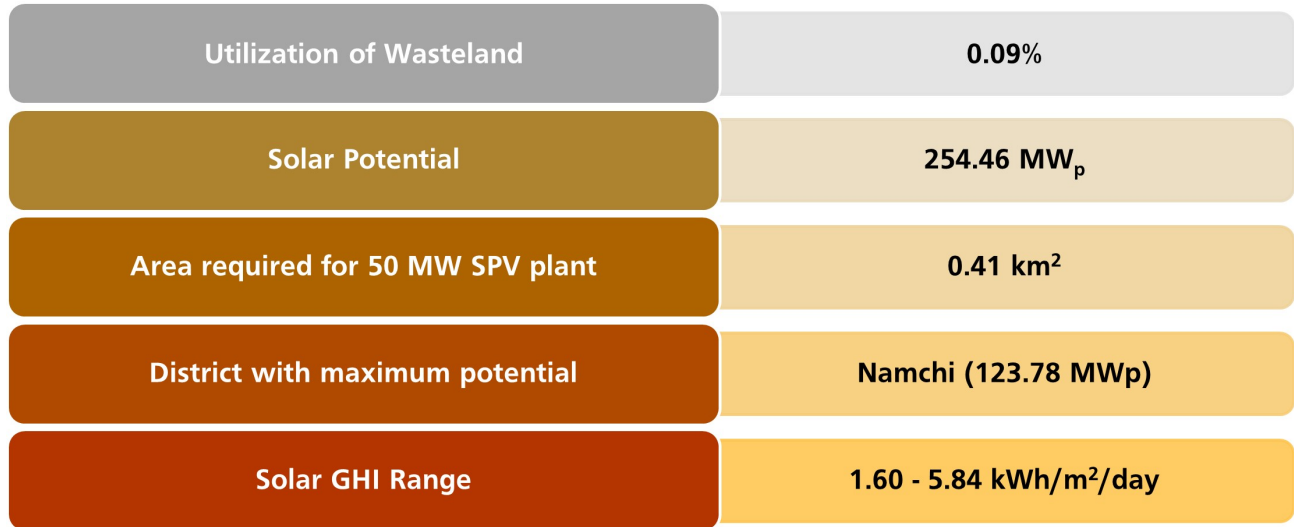 Utilization of Wasteland 0.09%
Solar Potential 254.46 MWₚ
Area required for 50 MW SPV plant 0.41 km²
District with maximum potential Namchi (123.78 MWp)
Solar GHI Range 1.60 - 5.84 kWh/m²/day